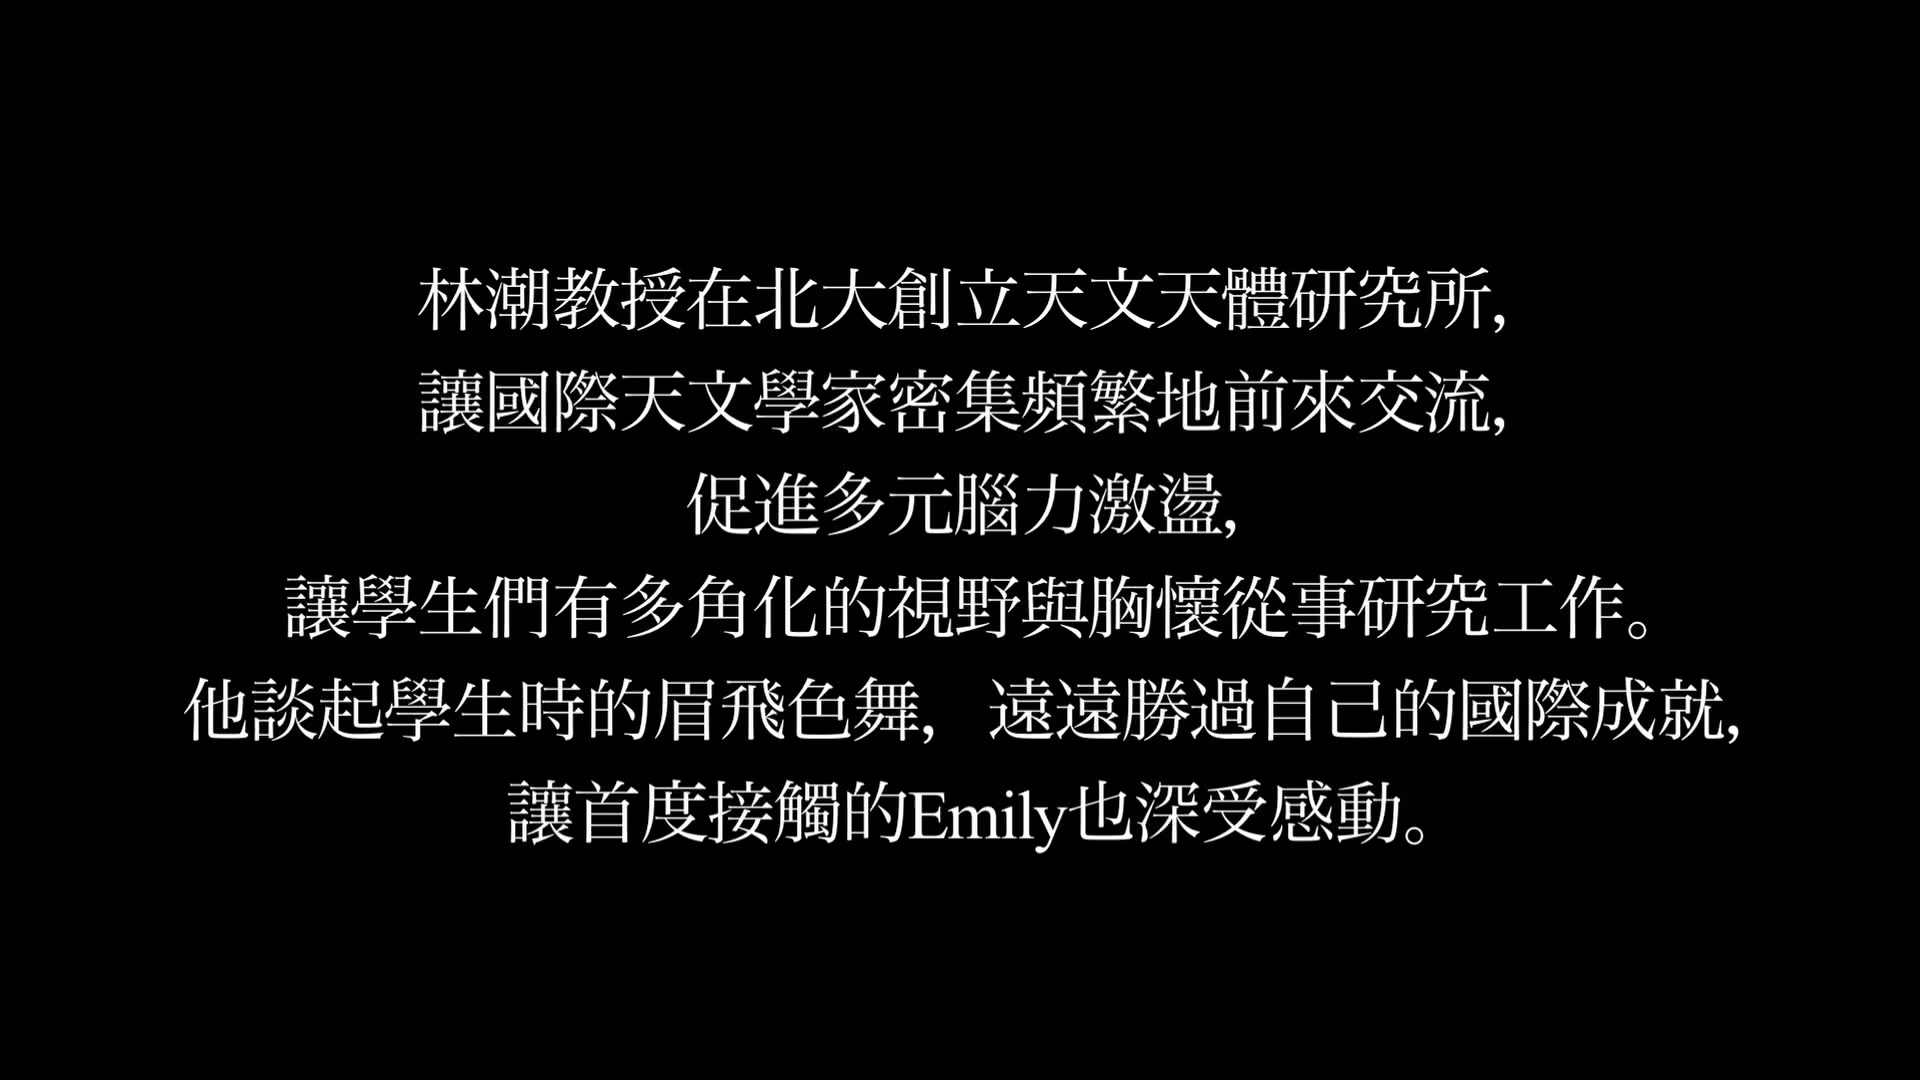 林潮教授在北大創立天文天體研究所,
讓國際天文學家密集頻繁地前來交流,
促進多元腦力激盪,
讓學生們有多角化的視野與胸懷從事研究工作。
他談起學生時的眉飛色舞, 遠遠勝過自己的國際成就,
讓首度接觸的Emily也深受感動。